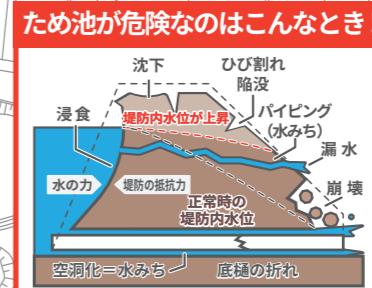 ため池が危険なのはこんなとき
沈下
ひび割れ
陥没
堤防内水位が上昇
パイピング
(水みち)
浸食
漏水
水の力
堤防の抵抗力
崩壊
正常時の
堤防内水位
空洞化=水みち
底樋の折れ